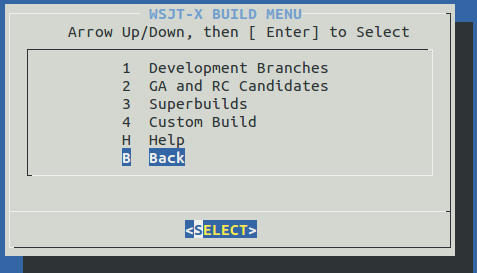 WSJT-X BUILD MENU
Arrow Up/Down, then [ Enter] to Select
1 Development Branches
2 GA and RC Candidates
3 Superbuilds
4 Custom Build
H Help
B Back
<SELECT>